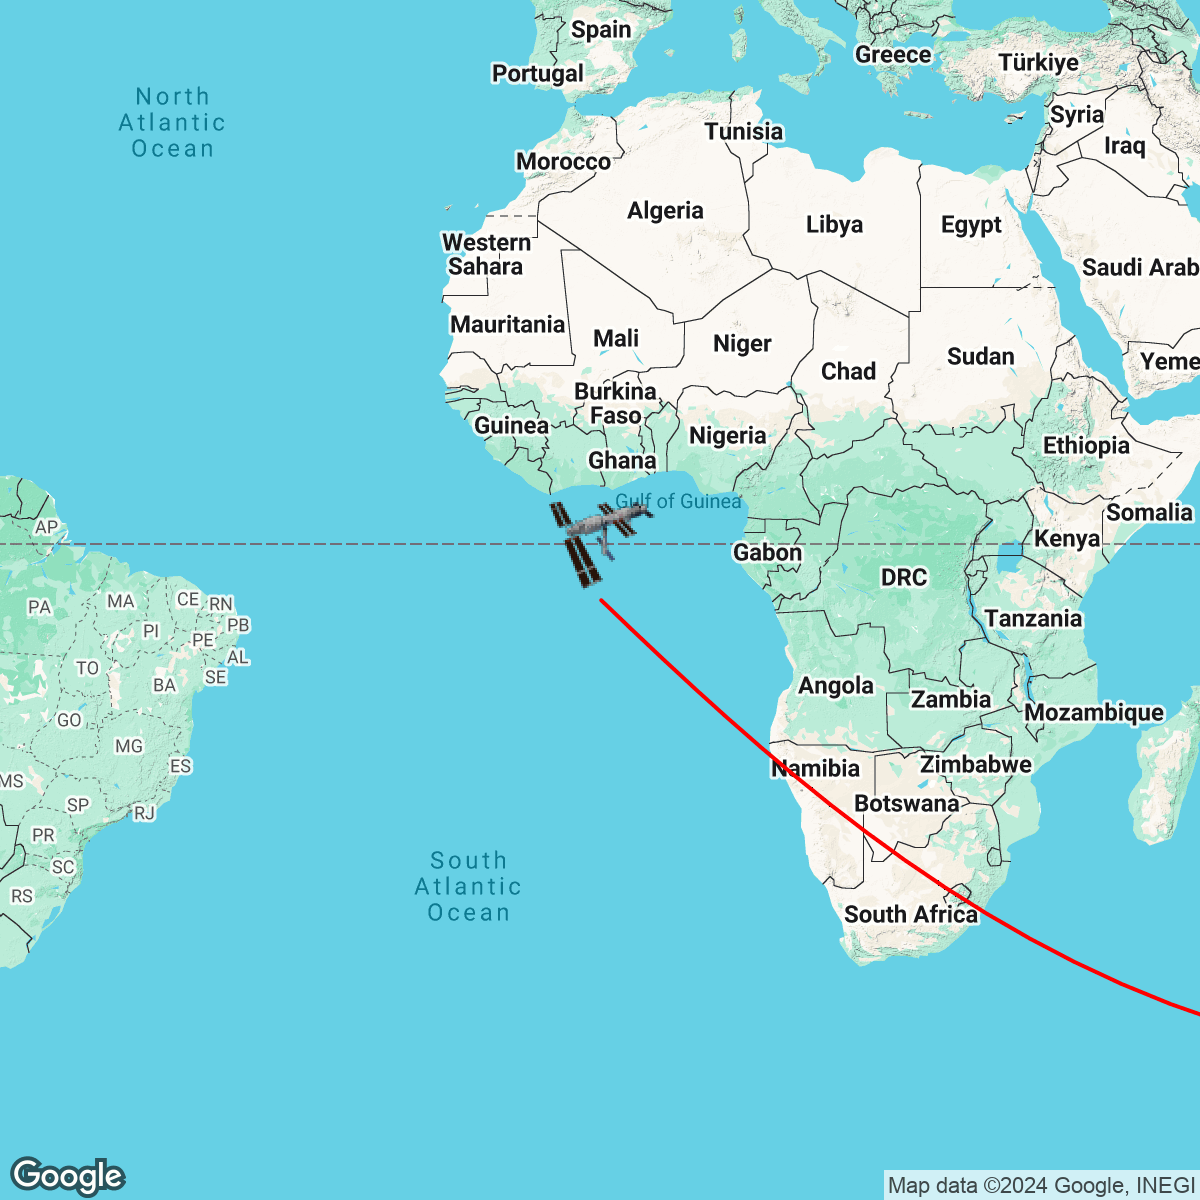 Spain
Portugal
Greece
Türkiye
North
Atlantic
Ocean
Syria
Tunisia
Iraq
Morocco
Algeria
Libya
Egypt
Western
Sahara
Saudi Arab
Mauritania
Mali
Niger
Sudan
Chad
Yeme
Burkina
Faso
Guinea
Nigeria
Ethiopia
Ghana
Gulf of Guinea
Somalia
AP
Kenya
Gabon
DRC
MA
CE
RN
PA
Tanzania
PB
PI
PE
AL
TO
SE
BA
Angola
Zambia
Mozambique
GO
MG
ES
Namibia
Zimbabwe
MS
Botswana
SP
RJ
PR
South
Atlantic
Ocean
SC
RS
South Africa
Google
Map data ©2024 Google, INEGI